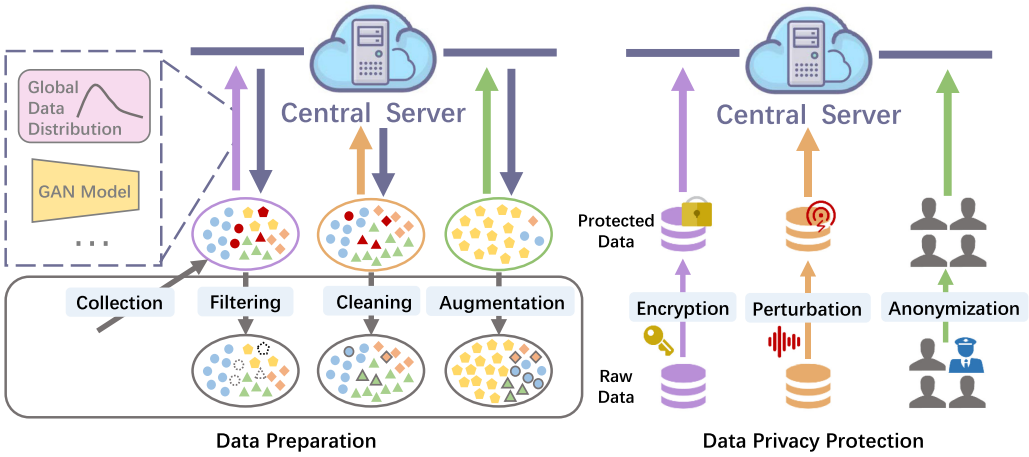 Global
Data
Distribution
GAN Model
...
Central Server
Collection
Filtering
Cleaning
Augmentation
Data Preparation
Central Server
Protected
Data
Encryption
Perturbation
Anonymization
Raw
Data
Data Privacy Protection